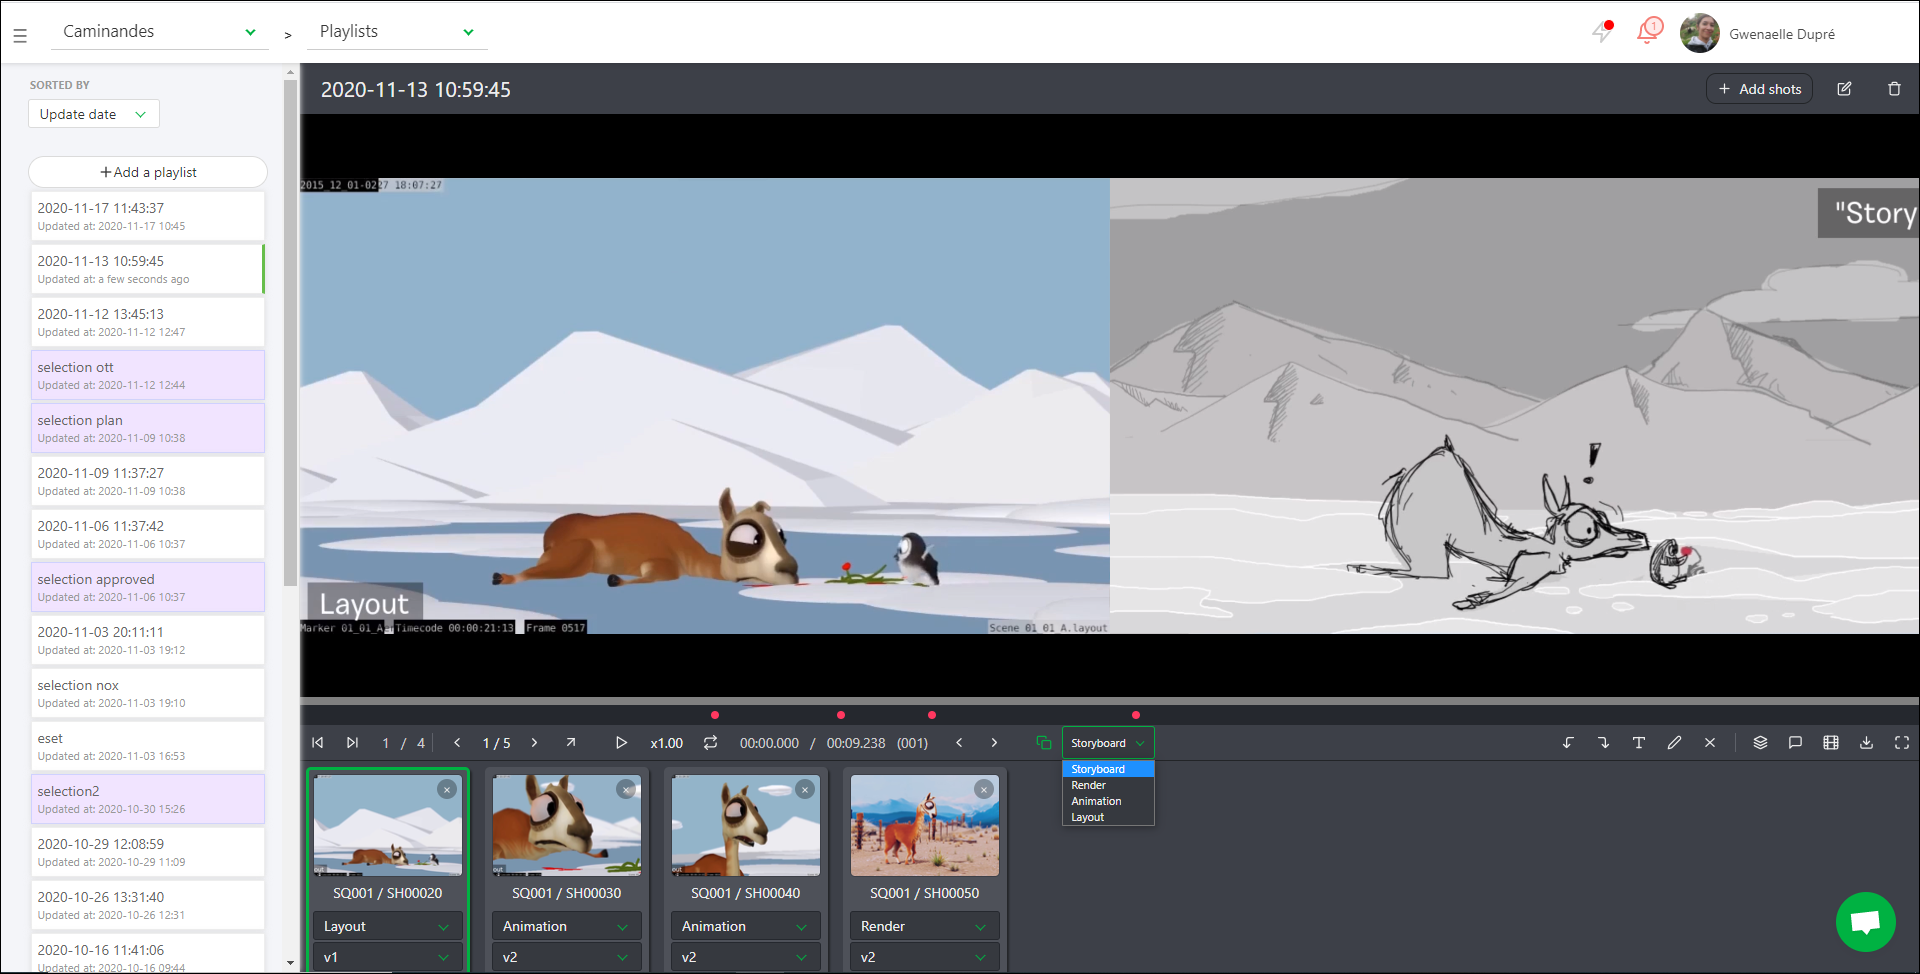 Caminandes
>
Playlists
1
Gwenaelle Dupré
SORTED BY
Update date
+Add a playlist
2020-11-17 11:43:37
Updated at: 2020-11-17 10:45
2020-11-13 10:59:45
Updated at: a few seconds ago
2020-11-12 13:45:13
Updated at: 2020-11-12 12:47
selection ott
Updated at: 2020-11-12 12:44
selection plan
Updated at: 2020-11-09 10:38
2020-11-09 11:37:27
Updated at: 2020-11-09 10:38
2020-11-06 11:37:42
Updated at: 2020-11-06 10:37
selection approved
Updated at: 2020-11-06 10:37
2020-11-03 20:11:11
Updated at: 2020-11-03 19:12
selection nox
Updated at: 2020-11-03 19:10
eset
Updated at: 2020-11-03 16:53
selection2
Updated at: 2020-10-30 15:26
2020-10-29 12:08:59
Updated at: 2020-10-29 11:09
2020-10-26 13:31:40
Updated at: 2020-10-26 12:31
2020-10-16 11:41:06
Updated at: 2020-10-16 09:44
2020-11-13 10:59:45
+ Add shots
2015_12_01-0227 18:07:27
"Story
!
Layout
Marker 01_01_A Timecode 00:00:21:13 Frame 0517
Scene 01_01_A.layout
1 / 4
1 / 5
x1.00
00:00.000 / 00:09.238 (001)
Storyboard
T
Storyboard
Render
Animation
Layout
SQ001 / SH00020
Layout
v1
SQ001 / SH00030
Animation
v2
SQ001 / SH00040
Animation
v2
SQ001 / SH00050
Render
v2